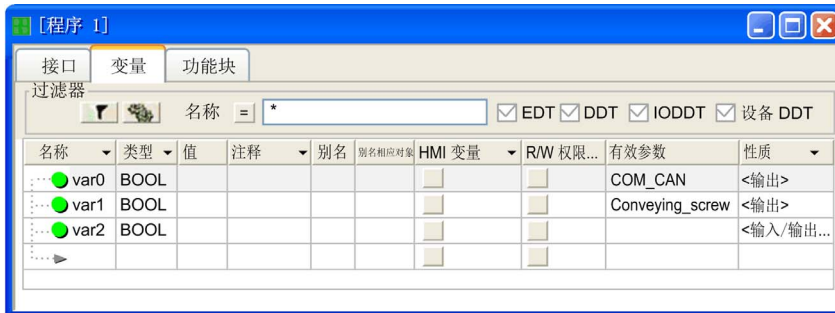 [程序 1]
接口 变量 功能块
过滤器
名称 = * EDT DDT IODDT 设备 DDT
名称 类型 值 注释 别名 别名相应对象 HMI 变量 R/W 权限... 有效参数 性质
var0 BOOL COM_CAN <输出>
var1 BOOL Conveying_screw <输出>
var2 BOOL <输入/输出...